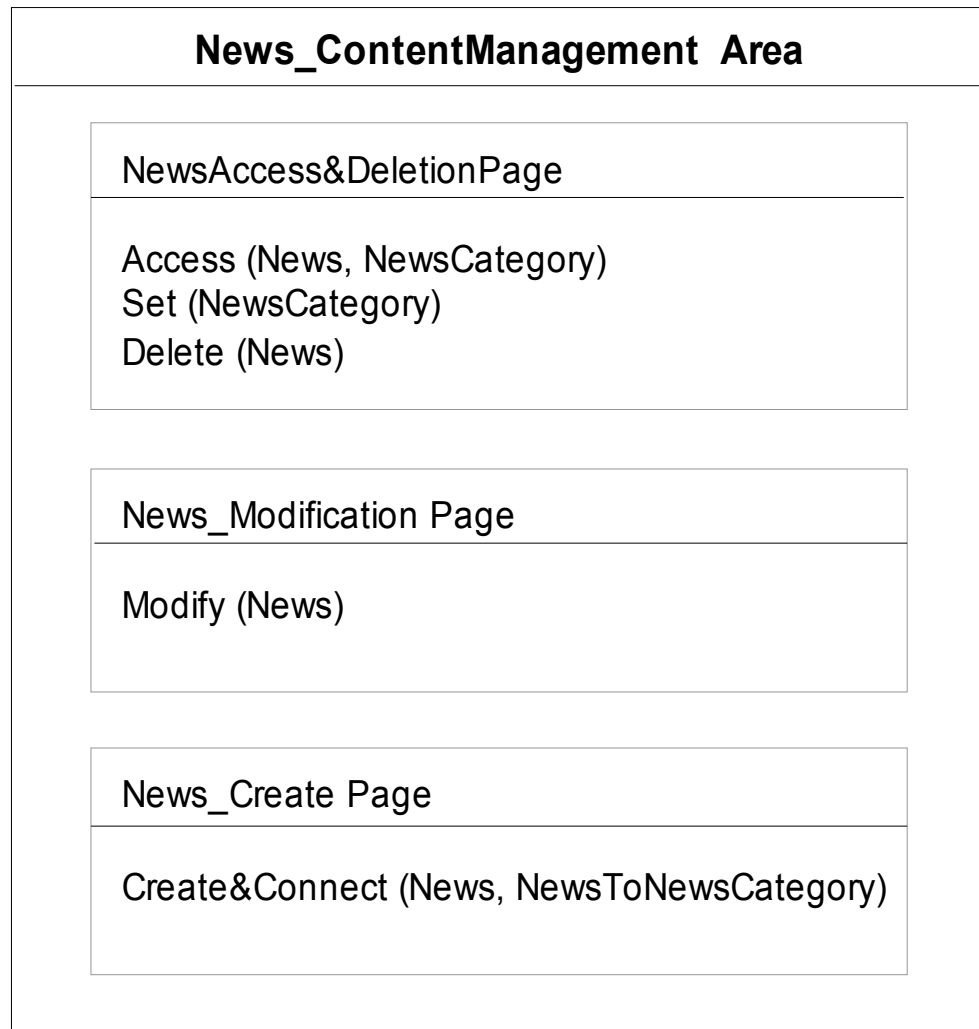 News_ContentManagement Area
NewsAccess&DeletionPage
Access (News, NewsCategory)
Set (NewsCategory)
Delete (News)
News_Modification Page
Modify (News)
News_Create Page
Create&Connect (News, NewsToNewsCategory)